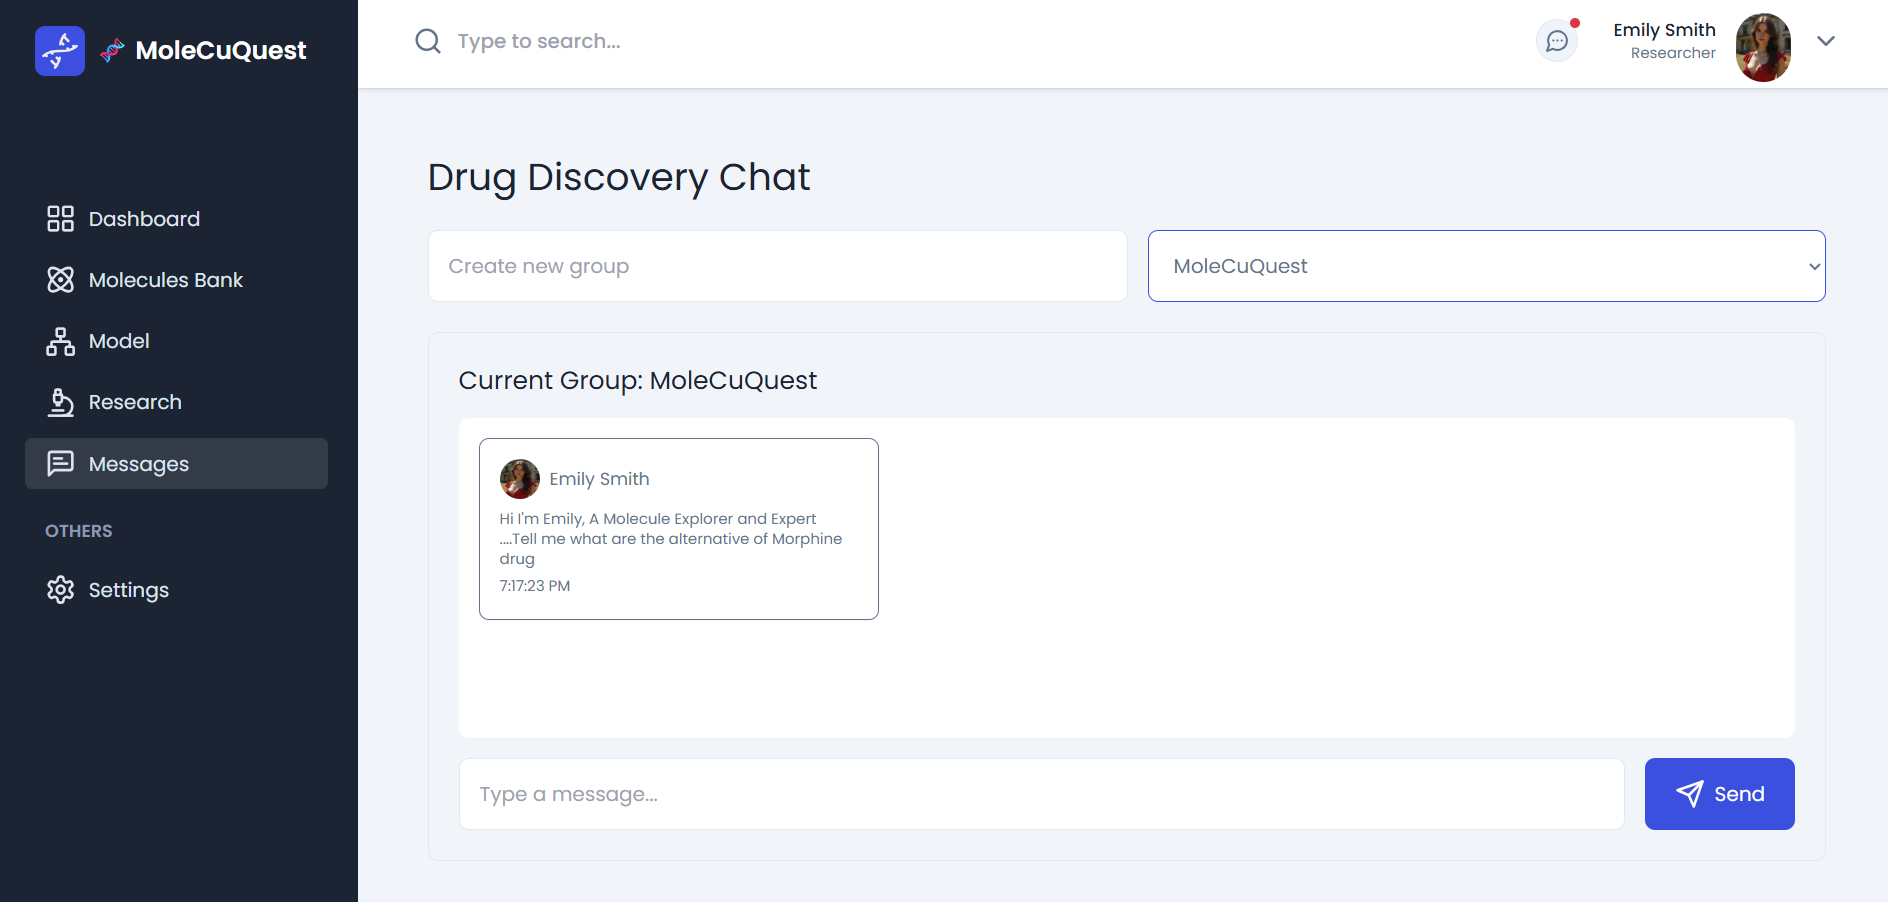 MoleCuQuest
Type to search...
Emily Smith
Researcher
Dashboard
Molecules Bank
Model
Research
Messages
OTHERS
Settings
Drug Discovery Chat
Create new group
MoleCuQuest
Current Group: MoleCuQuest
Emily Smith
Hi I'm Emily, A Molecule Explorer and Expert
....Tell me what are the alternative of Morphine
drug
7:17:23 PM
Type a message...
Send